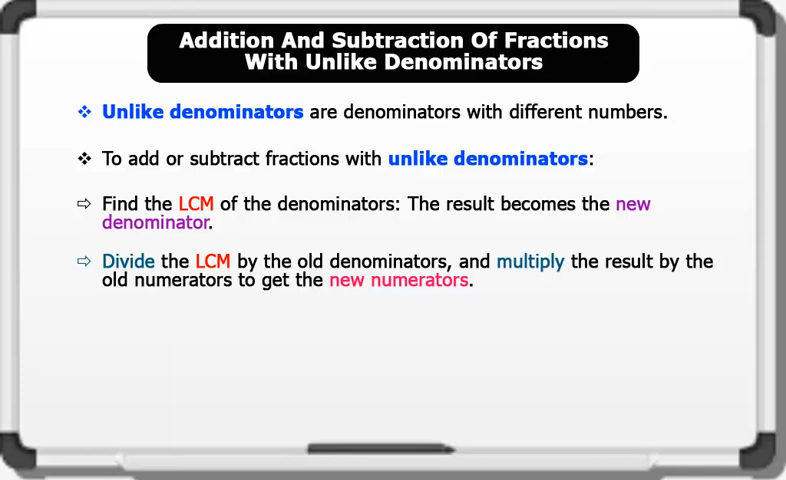 Addition And Subtraction Of Fractions
With Unlike Denominators
❖ Unlike denominators are denominators with different numbers.
❖ To add or subtract fractions with unlike denominators:
⇨ Find the LCM of the denominators: The result becomes the new
denominator.
⇨ Divide the LCM by the old denominators, and multiply the result by the
old numerators to get the new numerators.